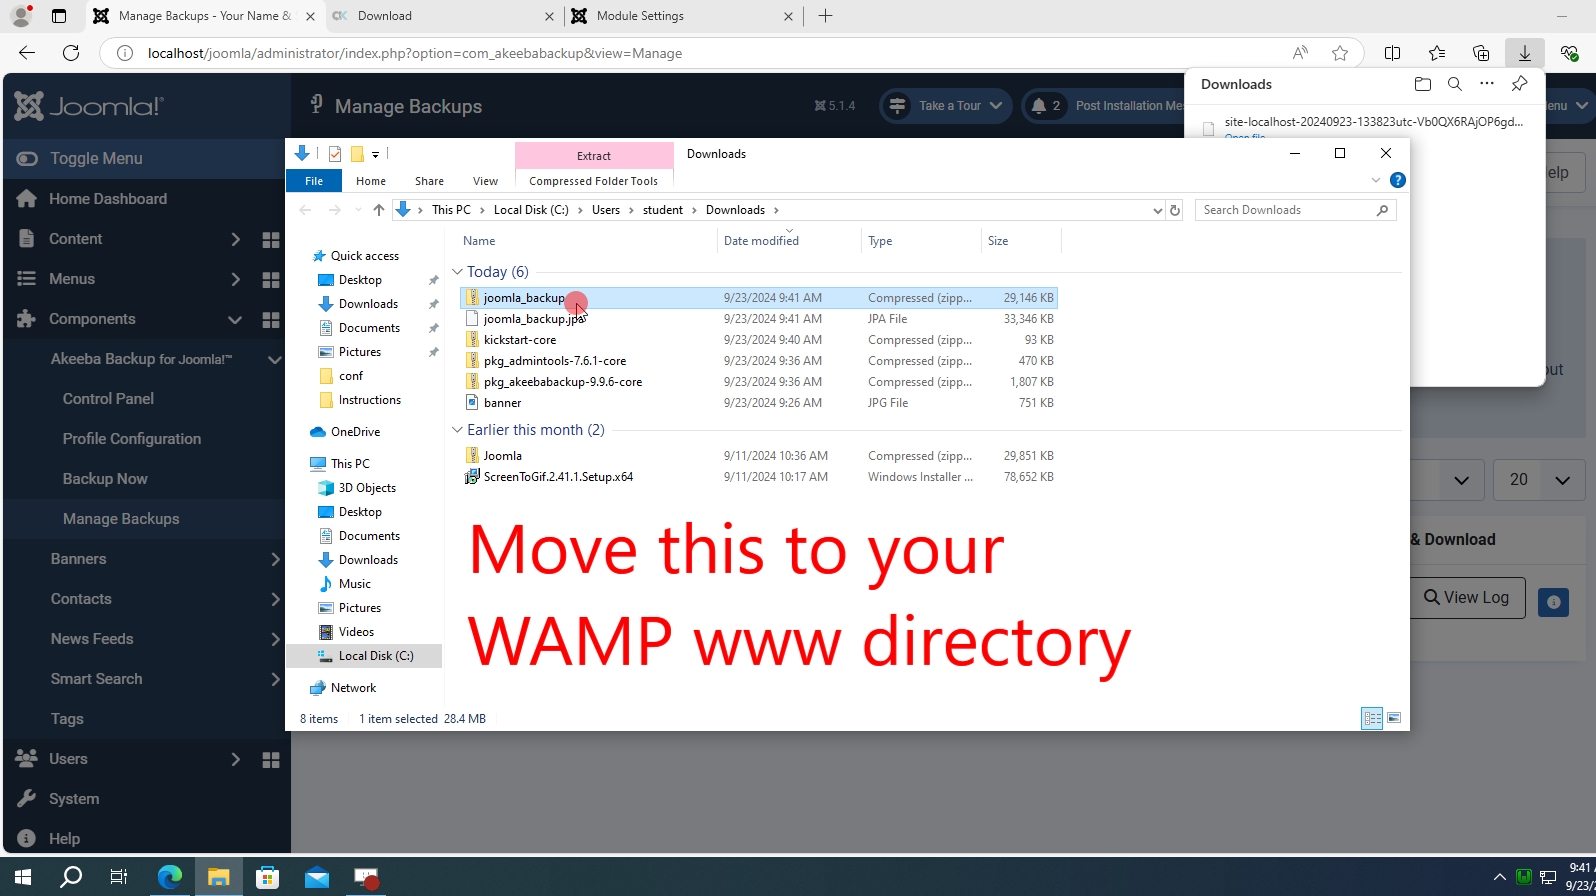 Manage Backups - Your Name &
Download
Module Settings
localhost/joomla/administrator/index.php?option=com_akeebabackup&view=Manage
Joomla!®
Manage Backups
5.1.4
Take a Tour
2
Post Installation Mes
enu
Downloads
site-localhost-20240923-133823utc-Vb0QX6RAjOP6gd...
Open file
elp
Toggle Menu
Home Dashboard
Content
Menus
Components
Akeeba Backup for Joomla!™
Control Panel
Profile Configuration
Backup Now
Manage Backups
Banners
Contacts
News Feeds
Smart Search
Tags
Users
System
Help
Extract
Downloads
File
Home
Share
View
Compressed Folder Tools
This PC
Local Disk (C:)
Users
student
Downloads
Search Downloads
Name
Date modified
Type
Size
Quick access
Desktop
Downloads
Documents
Pictures
conf
Instructions
OneDrive
This PC
3D Objects
Desktop
Documents
Downloads
Music
Pictures
Videos
Local Disk (C:)
Network
Today (6)
joomla_backup 9/23/2024 9:41 AM Compressed (zipp... 29,146 KB
joomla_backup.jpa 9/23/2024 9:41 AM JPA File 33,346 KB
kickstart-core 9/23/2024 9:40 AM Compressed (zipp... 93 KB
pkg_admintools-7.6.1-core 9/23/2024 9:36 AM Compressed (zipp... 470 KB
pkg_akeebabackup-9.9.6-core 9/23/2024 9:36 AM Compressed (zipp... 1,807 KB
banner 9/23/2024 9:26 AM JPG File 751 KB
Earlier this month (2)
Joomla 9/11/2024 10:36 AM Compressed (zipp... 29,851 KB
ScreenToGif.2.41.1.Setup.x64 9/11/2024 10:17 AM Windows Installer ... 78,652 KB
Move this to your
WAMP www directory
8 items
1 item selected 28.4 MB
out
20
& Download
View Log
9:41
9/23/